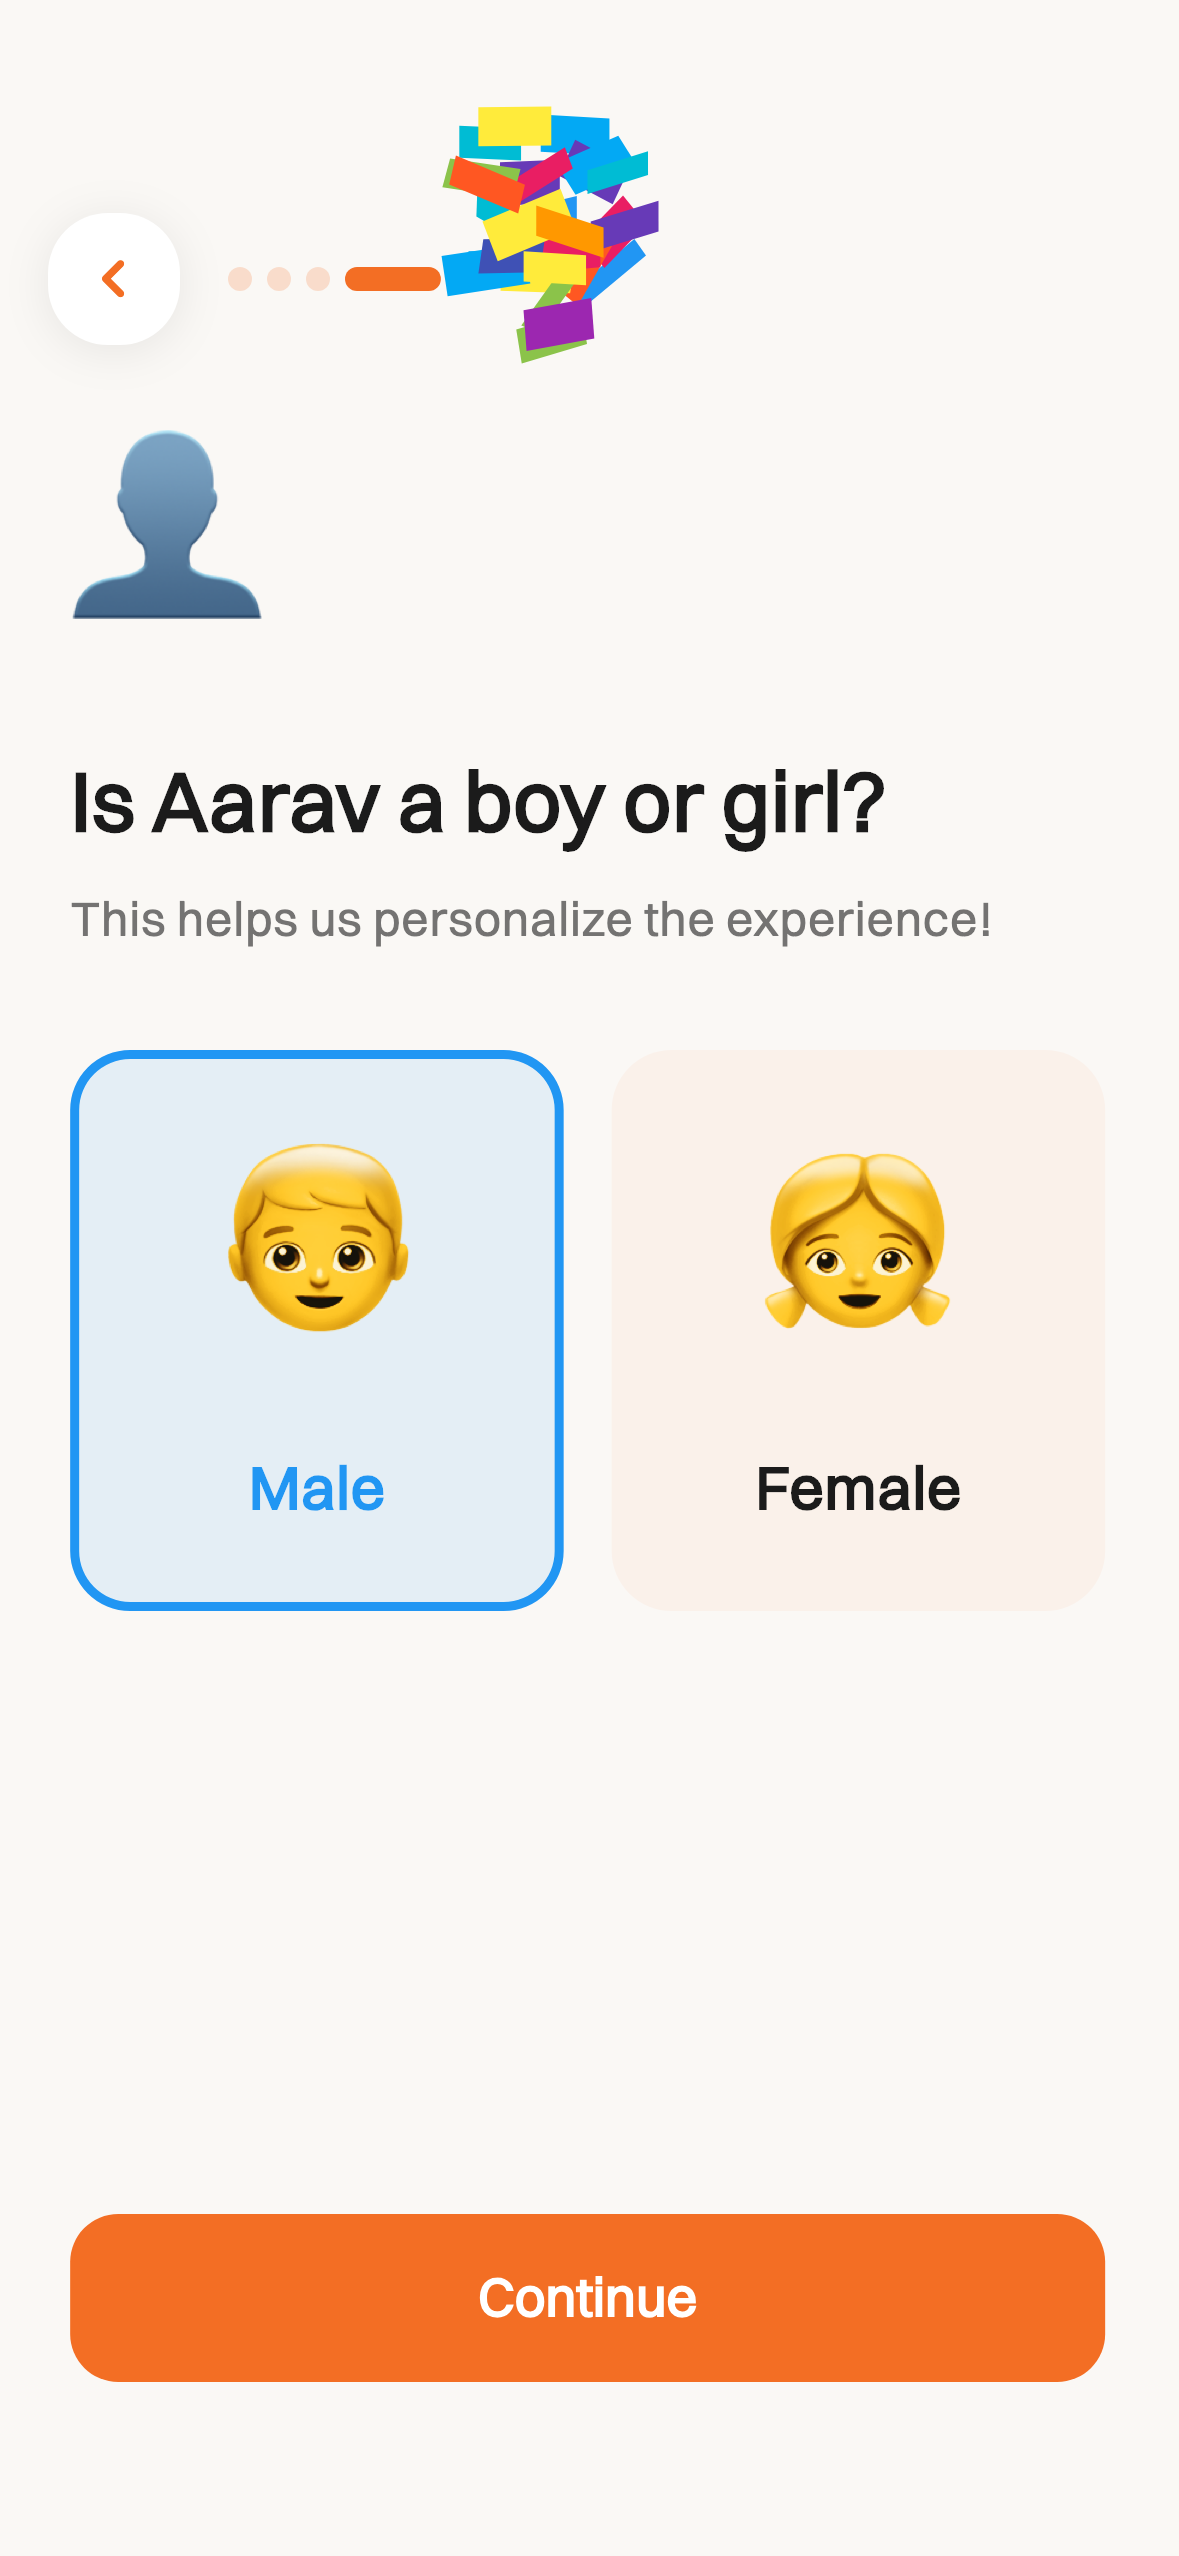 Is Aarav a boy or girl?
This helps us personalize the experience!
Male
Female
Continue